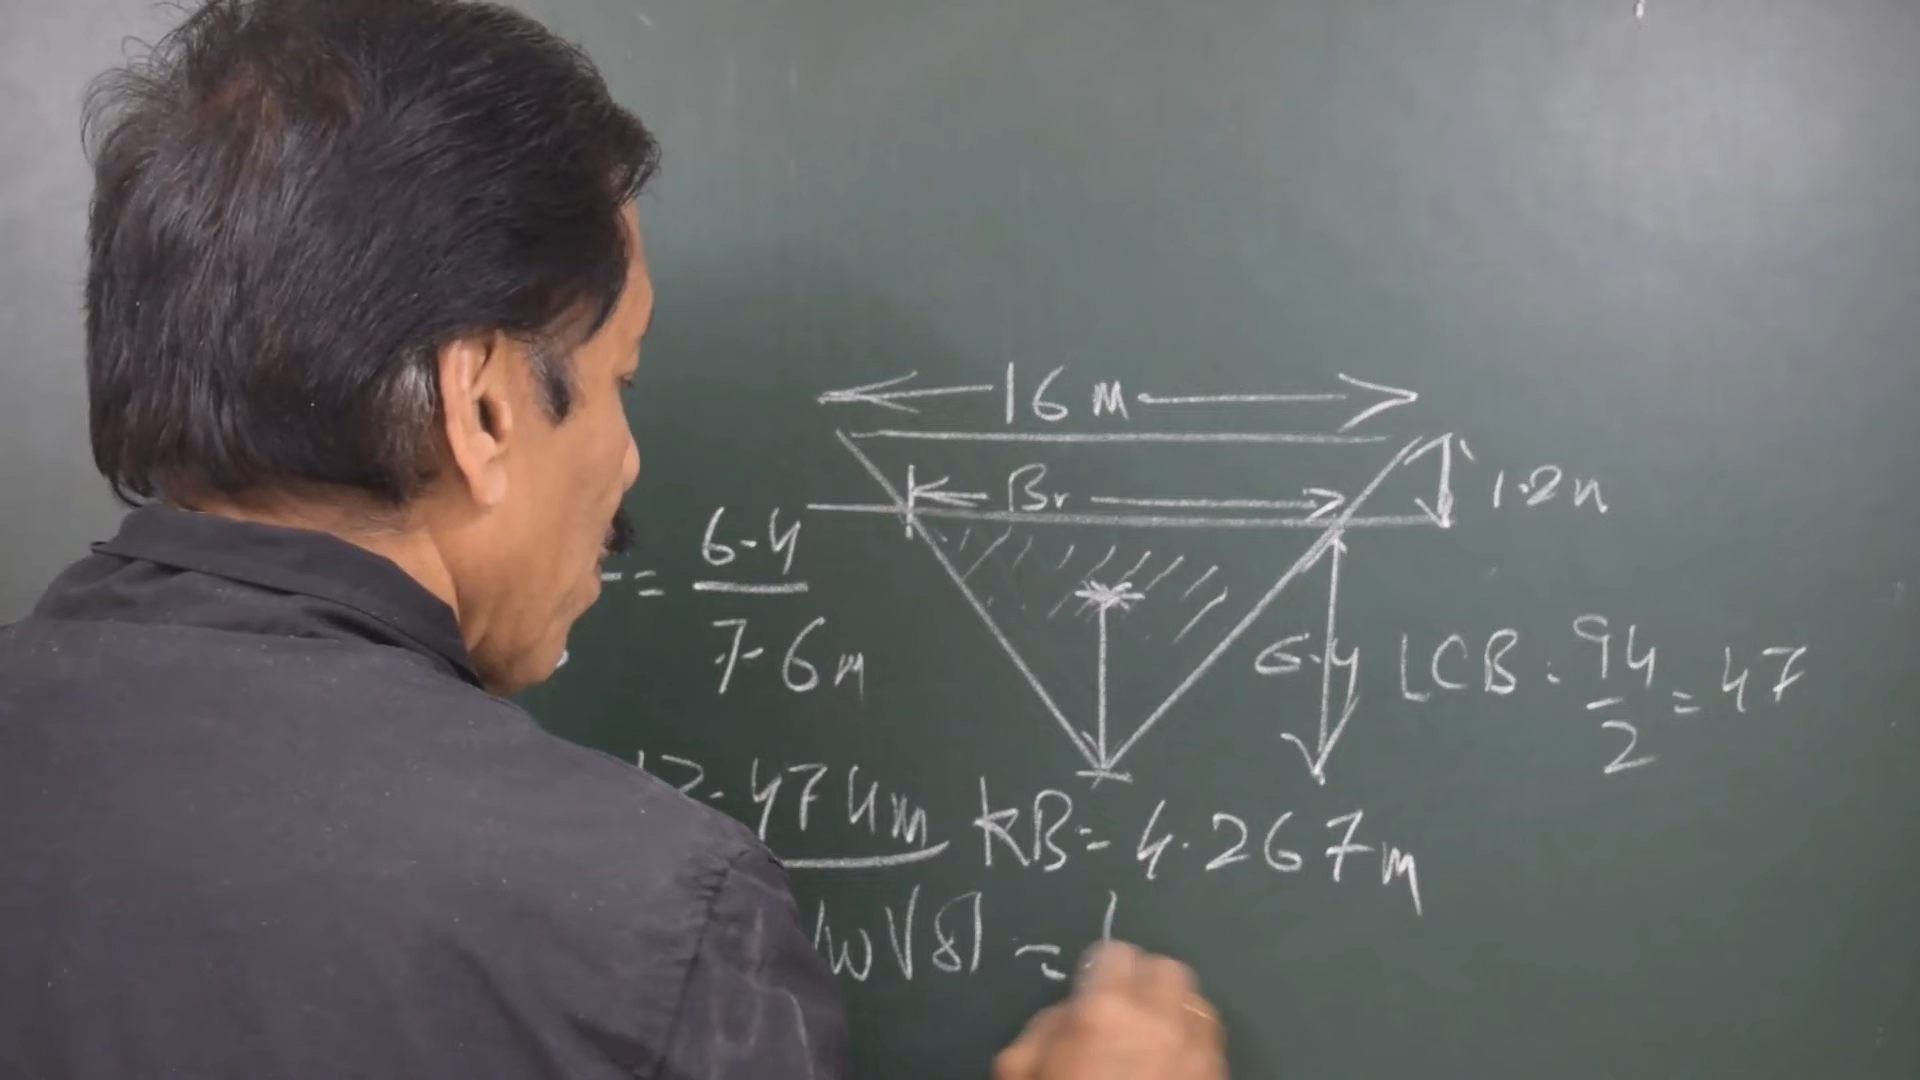 16 m
Br
1.2m
= 6.4 / 7.6m
6.4
LCB = 94 / 2 = 47
12.474m
KB = 4.267m
=